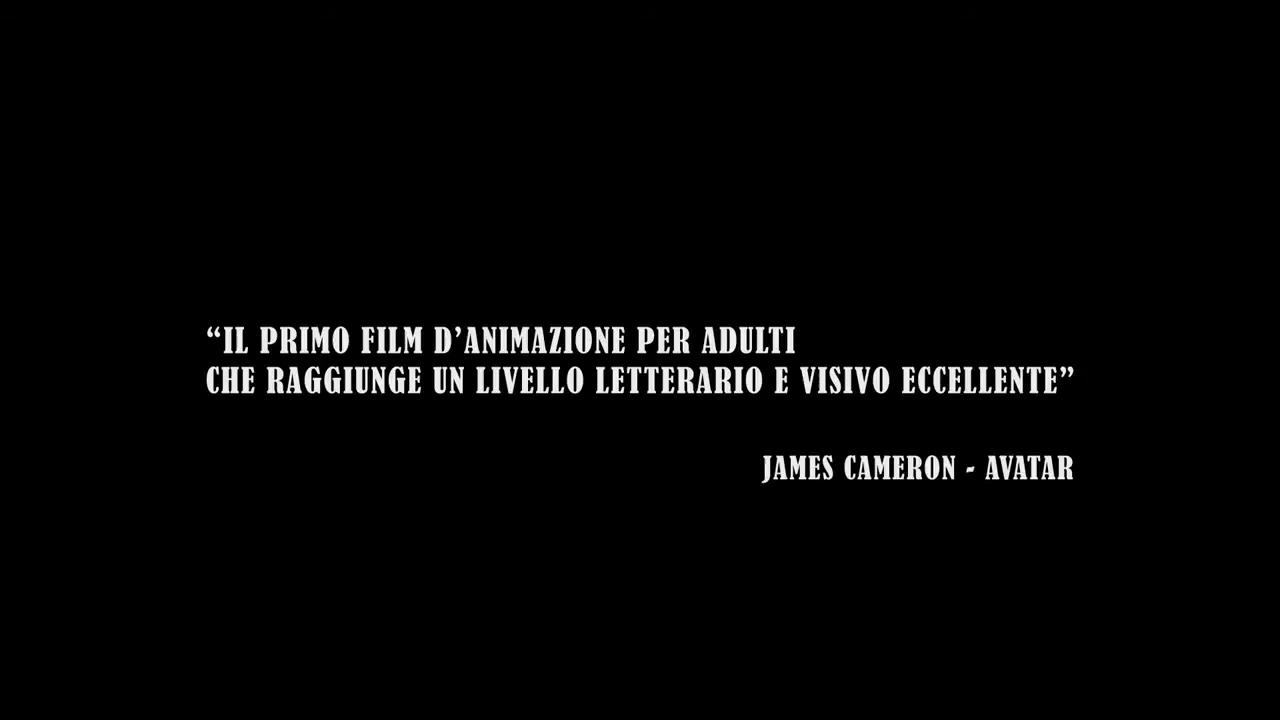 “IL PRIMO FILM D’ANIMAZIONE PER ADULTI
CHE RAGGIUNGE UN LIVELLO LETTERARIO E VISIVO ECCELLENTE”
JAMES CAMERON - AVATAR